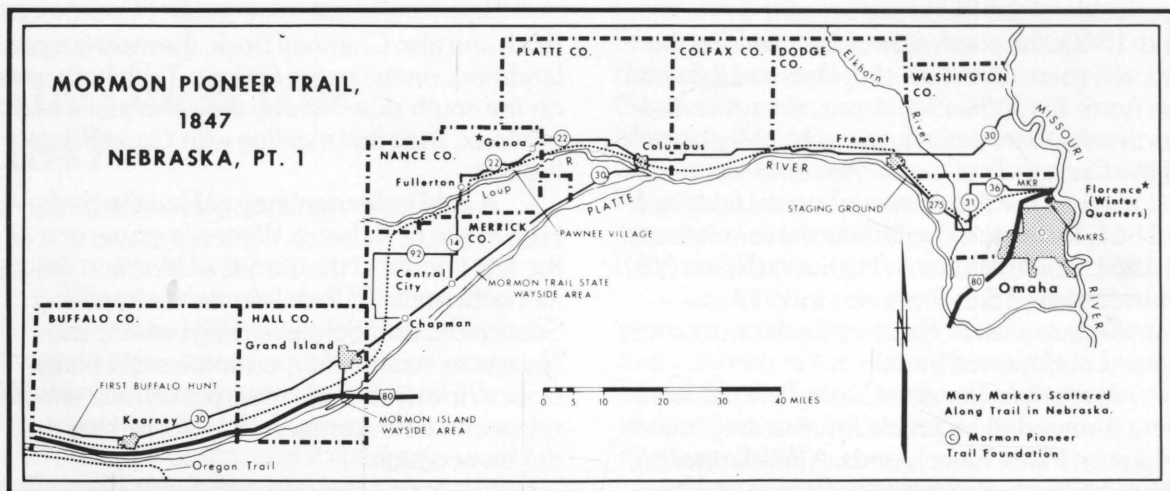 MORMON PIONEER TRAIL,
1847
NEBRASKA, PT. 1
PLATTE CO.
COLFAX CO.
DODGE
CO.
WASHINGTON
CO.
Elkhorn
River
MISSOURI
RIVER
NANCE CO.
Genoa
22
22
Fullerton
Loup
R.
Columbus
30
RIVER
PLATTE
Fremont
30
275
31
36
MKR
Florence
(Winter
Quarters)
MKRS
STAGING GROUND
PAWNEE VILLAGE
MERRICK
CO.
14
92
Central
City
MORMON TRAIL STATE
WAYSIDE AREA
Chapman
80
Omaha
BUFFALO CO.
HALL CO.
Grand Island
FIRST BUFFALO HUNT
Kearney
30
80
MORMON ISLAND
WAYSIDE AREA
Oregon Trail
0 5 10 15 20 25 30 40 MILES
Many Markers Scattered
Along Trail in Nebraska.
© Mormon Pioneer
Trail Foundation